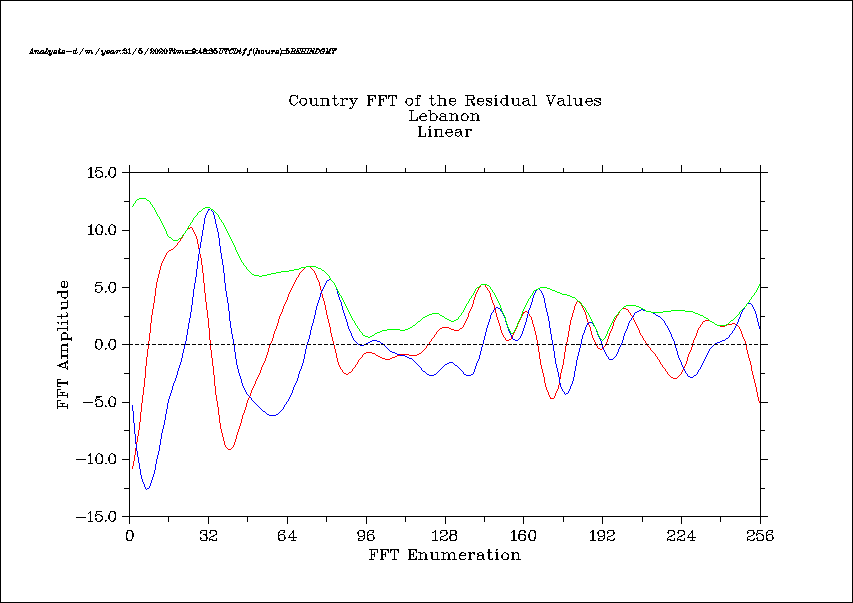 Analysis-d/m/year:31/5/2020Time:9:48:35UTCDiff(hours):5BEHINDGMT
Country FFT of the Residual Values
Lebanon
Linear
15.0
10.0
5.0
0.0
-5.0
-10.0
-15.0
FFT Amplitude
0 32 64 96 128 160 192 224 256
FFT Enumeration